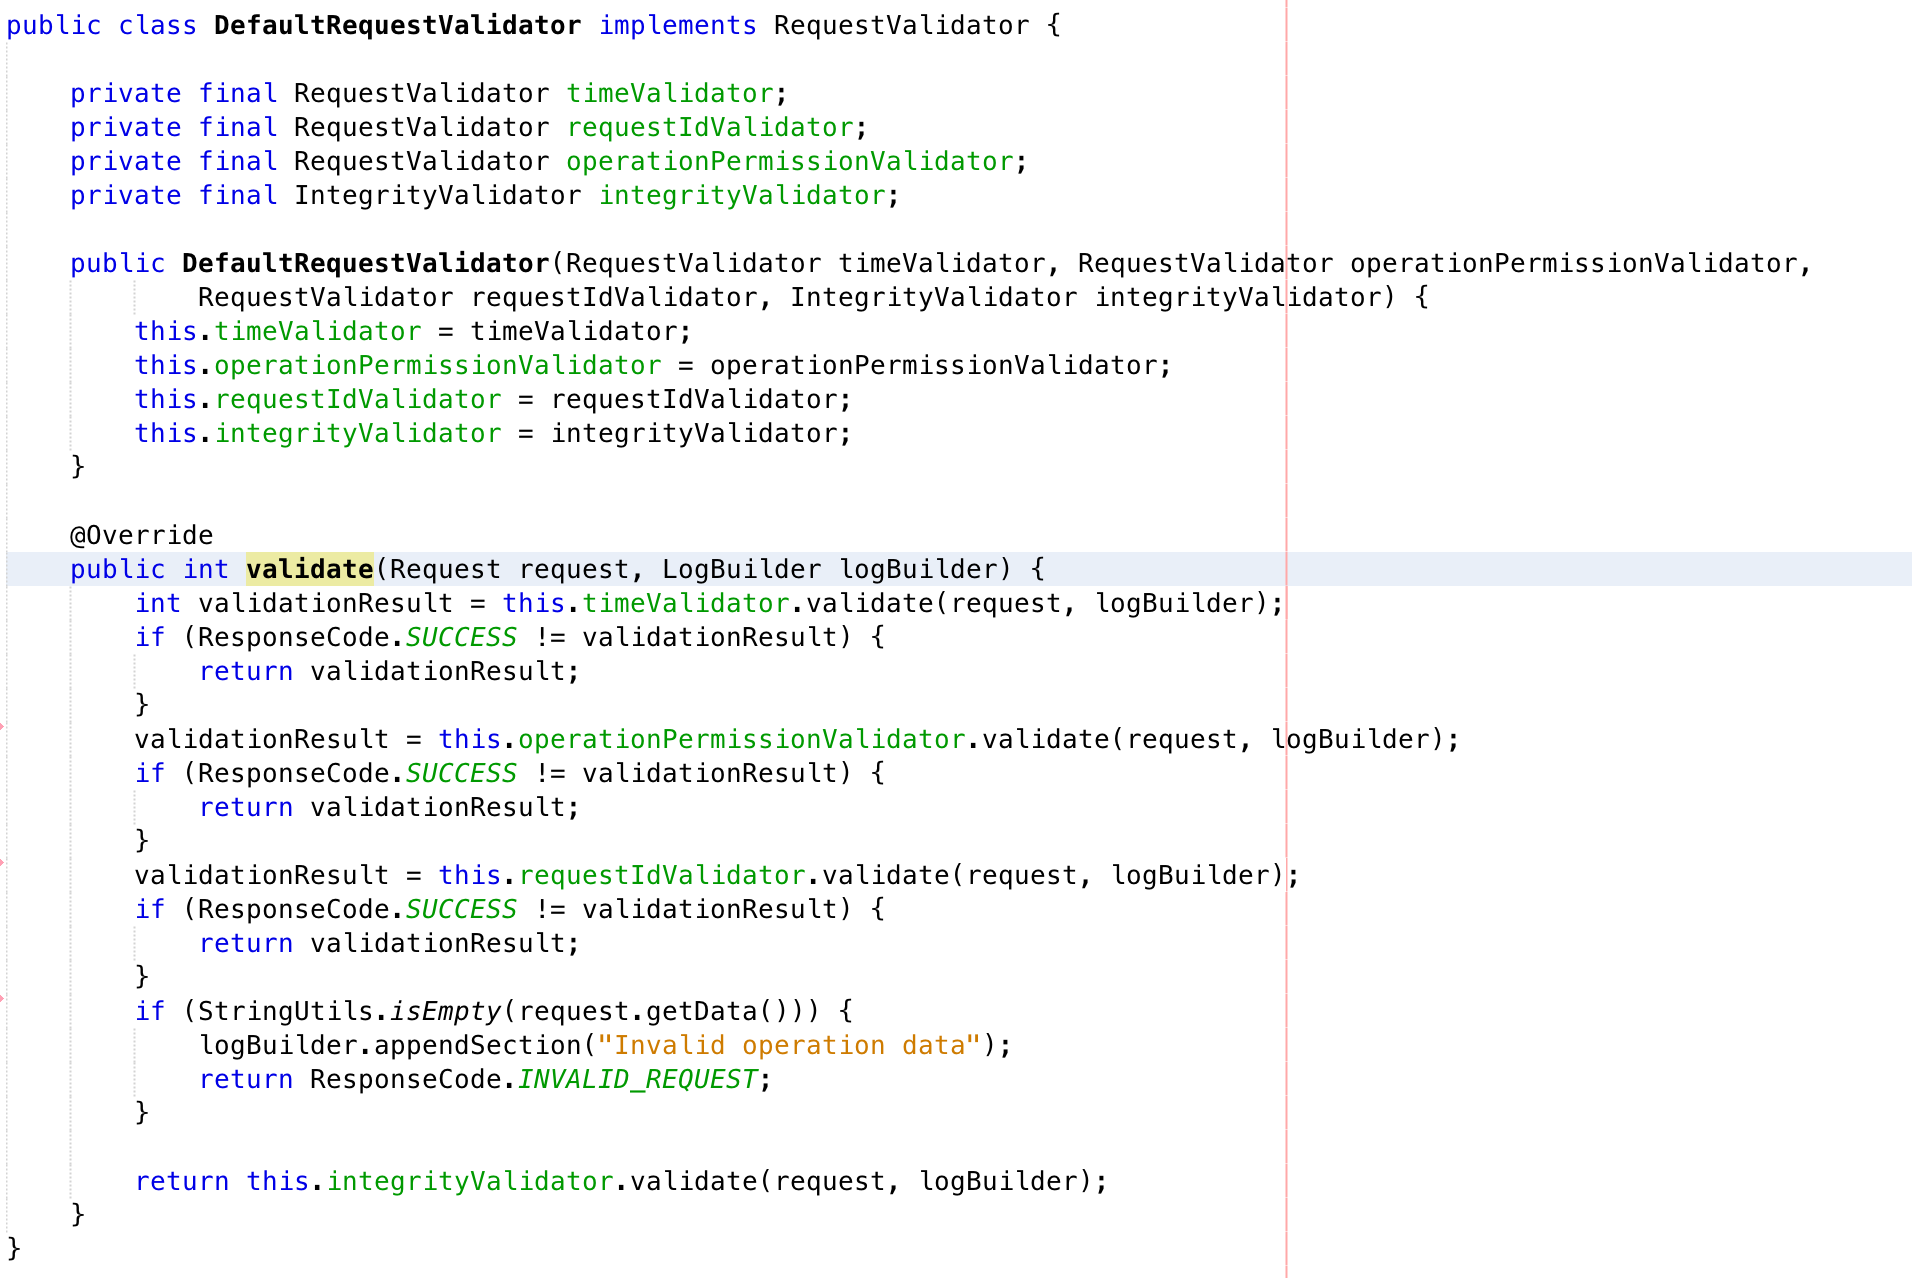 public class DefaultRequestValidator implements RequestValidator {
private final RequestValidator timeValidator;
private final RequestValidator requestIdValidator;
private final RequestValidator operationPermissionValidator;
private final IntegrityValidator integrityValidator;
public DefaultRequestValidator(RequestValidator timeValidator, RequestValidator operationPermissionValidator,
RequestValidator requestIdValidator, IntegrityValidator integrityValidator) {
this.timeValidator = timeValidator;
this.operationPermissionValidator = operationPermissionValidator;
this.requestIdValidator = requestIdValidator;
this.integrityValidator = integrityValidator;
}
@Override
public int validate(Request request, LogBuilder logBuilder) {
int validationResult = this.timeValidator.validate(request, logBuilder);
if (ResponseCode.SUCCESS != validationResult) {
return validationResult;
}
validationResult = this.operationPermissionValidator.validate(request, logBuilder);
if (ResponseCode.SUCCESS != validationResult) {
return validationResult;
}
validationResult = this.requestIdValidator.validate(request, logBuilder);
if (ResponseCode.SUCCESS != validationResult) {
return validationResult;
}
if (StringUtils.isEmpty(request.getData())) {
logBuilder.appendSection("Invalid operation data");
return ResponseCode.INVALID_REQUEST;
}
return this.integrityValidator.validate(request, logBuilder);
}
}